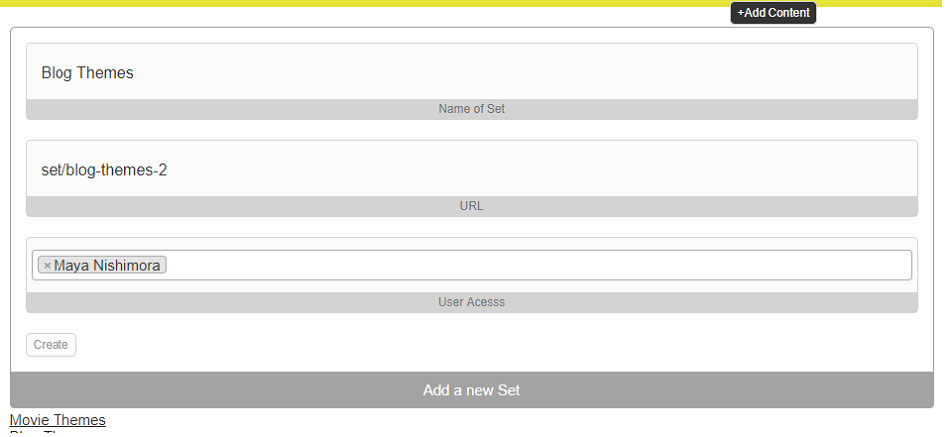 +Add Content
Blog Themes
Name of Set
set/blog-themes-2
URL
× Maya Nishimora
User Acesss
Create
Add a new Set
Movie Themes